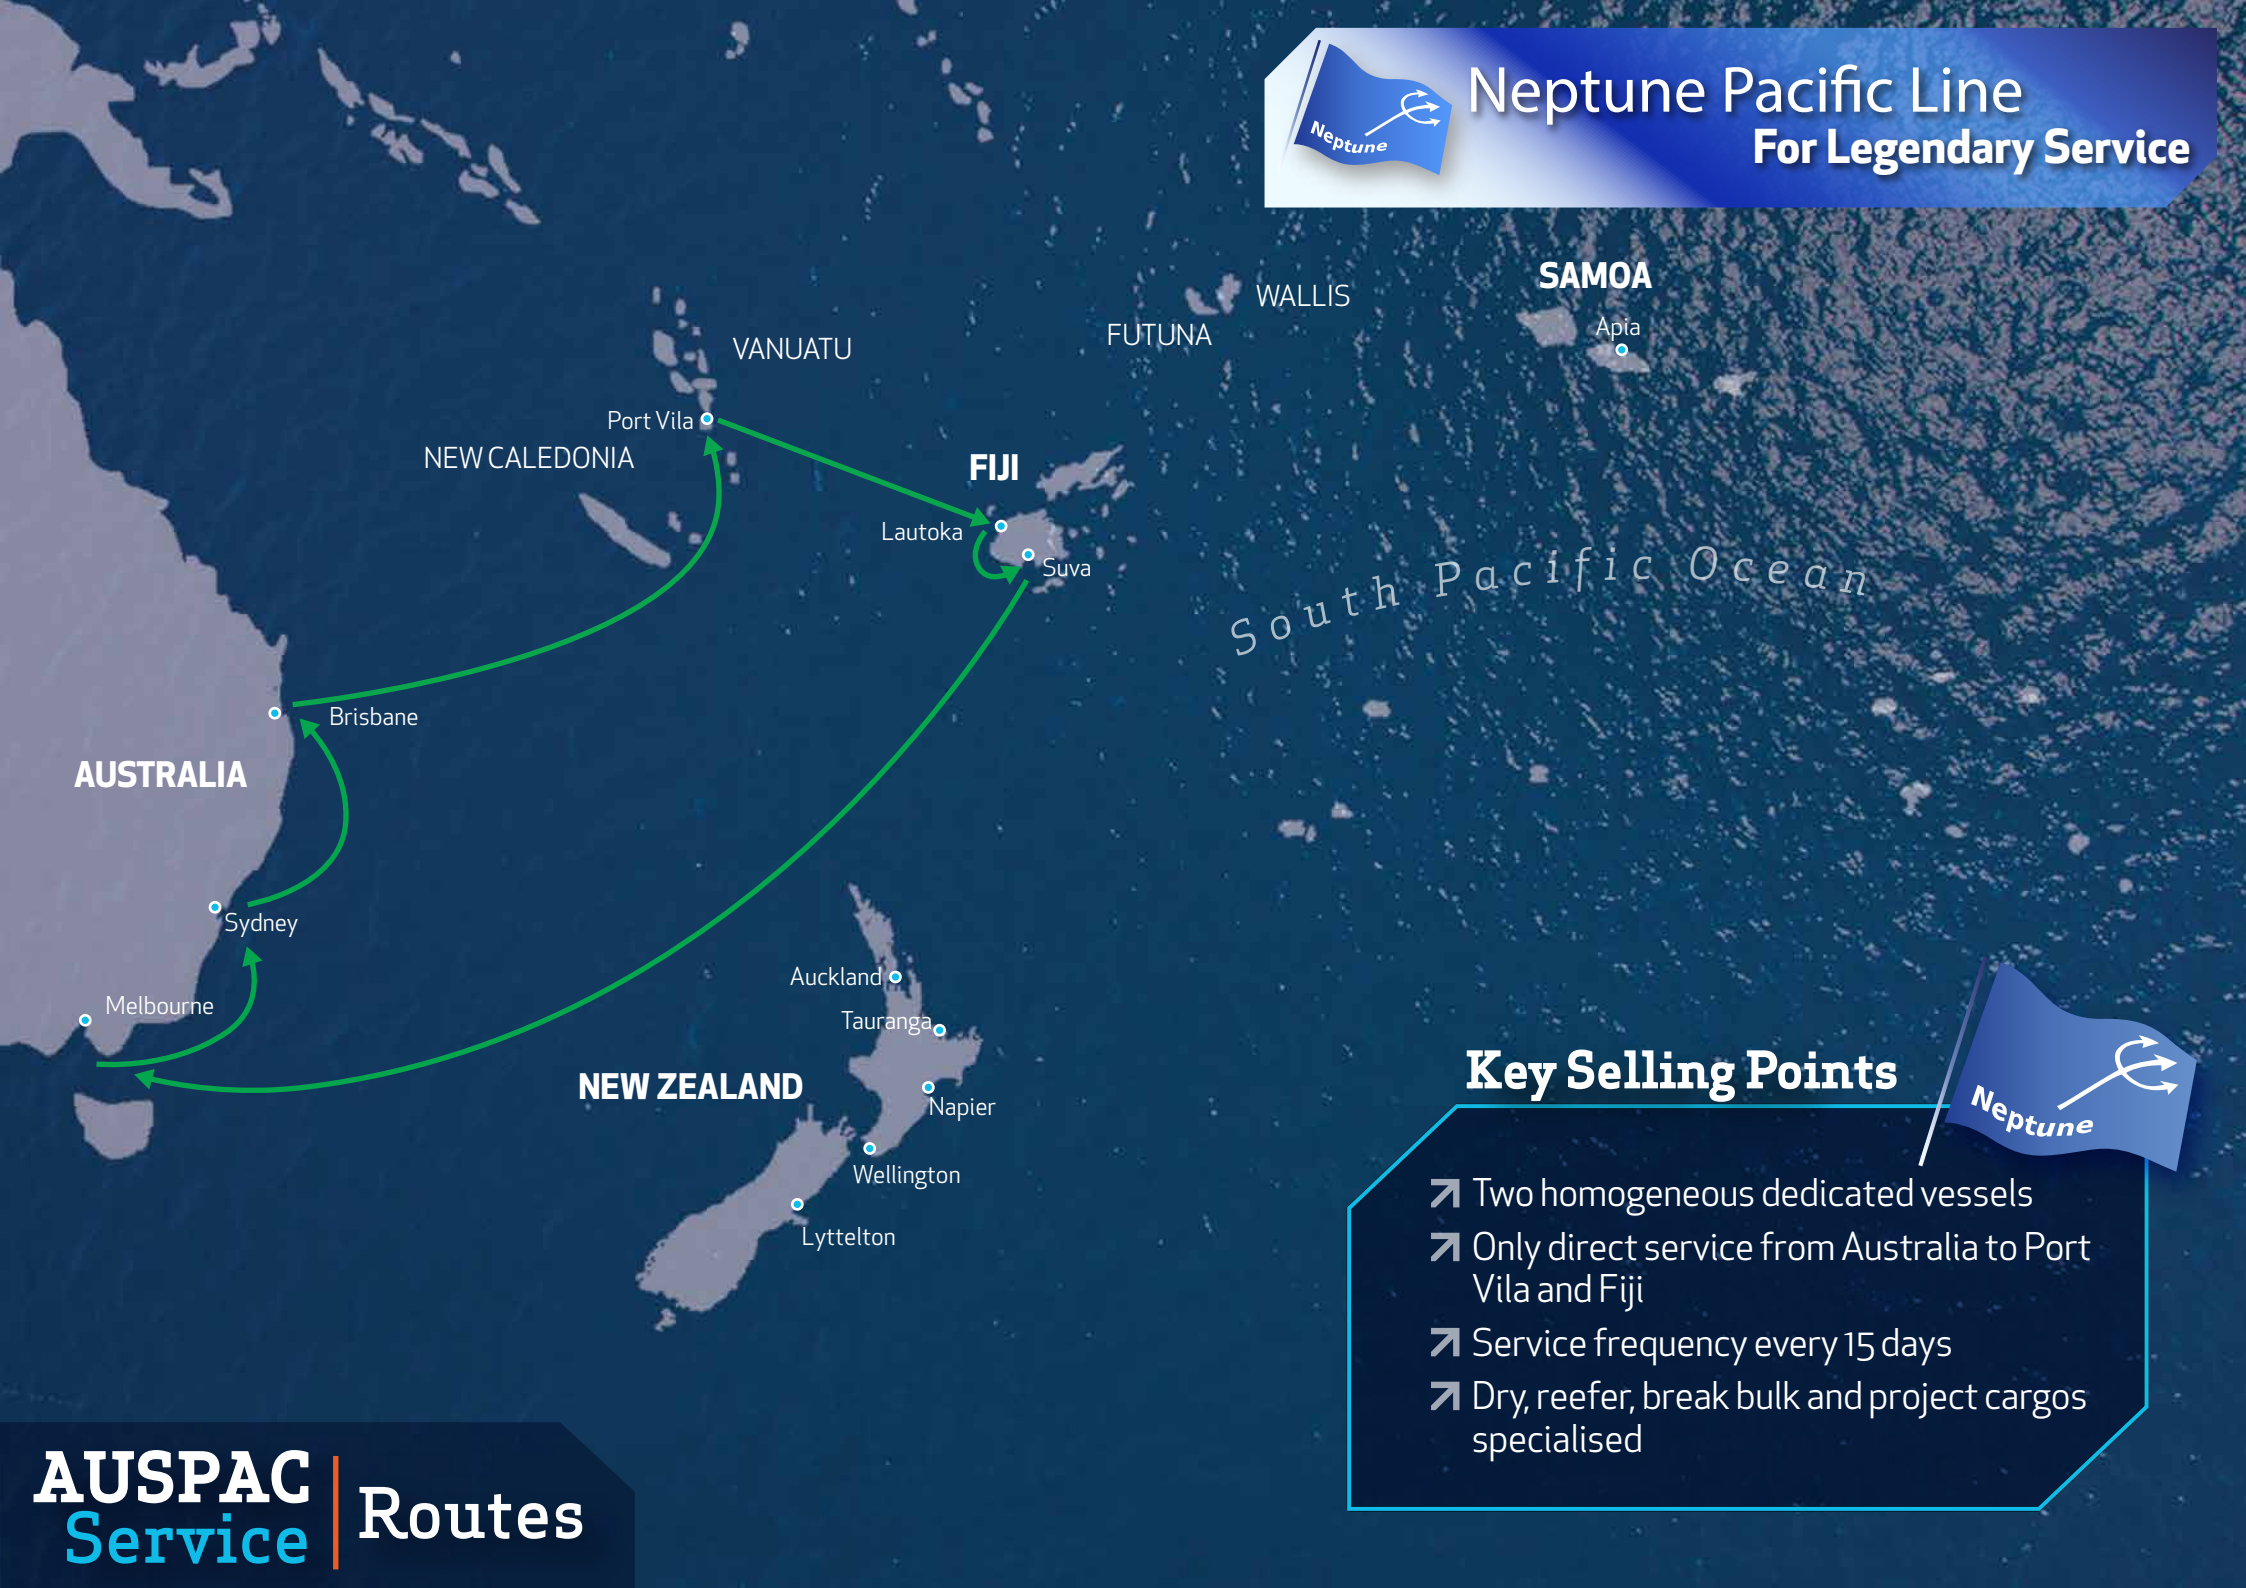 Neptune Pacific Line
For Legendary Service
Neptune
SAMOA
Apia
WALLIS
FUTUNA
VANUATU
Port Vila
NEW CALEDONIA
FIJI
Lautoka
Suva
South Pacific Ocean
Brisbane
AUSTRALIA
Sydney
Melbourne
Auckland
Tauranga
NEW ZEALAND
Napier
Wellington
Lyttelton
Key Selling Points
Neptune
Two homogeneous dedicated vessels
Only direct service from Australia to Port
Vila and Fiji
Service frequency every 15 days
Dry, reefer, break bulk and project cargos
specialised
AUSPAC
Service
Routes